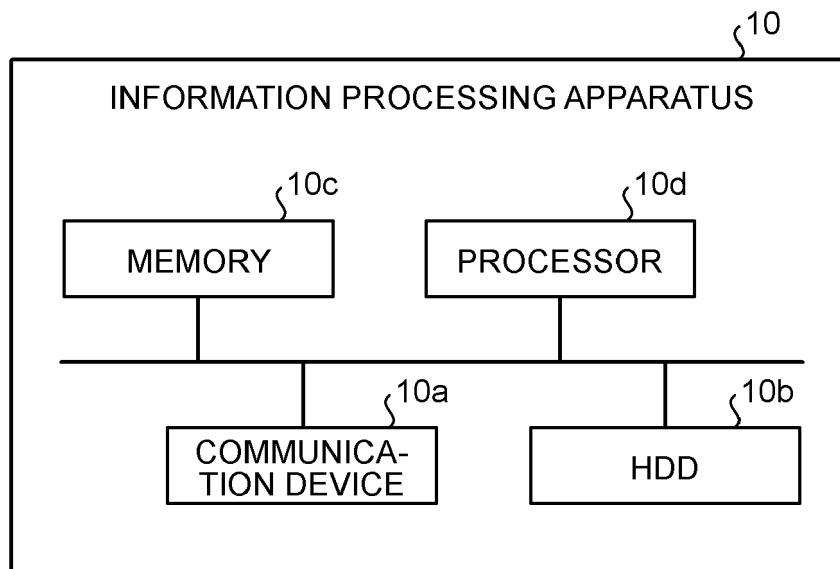 10
INFORMATION PROCESSING APPARATUS
10c
10d
MEMORY
PROCESSOR
10a
10b
COMMUNICA-
TION DEVICE
HDD